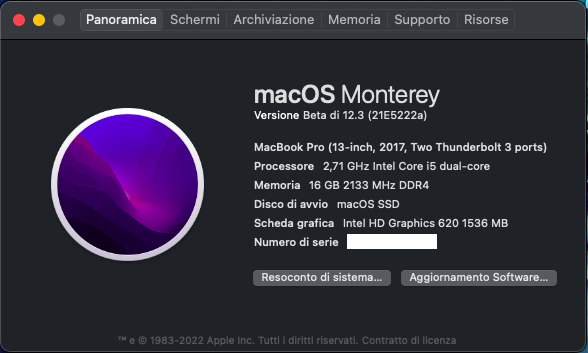 Panoramica Schermi Archiviazione Memoria Supporto Risorse
macOS Monterey
Versione Beta di 12.3 (21E5222a)
MacBook Pro (13-inch, 2017, Two Thunderbolt 3 ports)
Processore 2,71 GHz Intel Core i5 dual-core
Memoria 16 GB 2133 MHz DDR4
Disco di avvio macOS SSD
Scheda grafica Intel HD Graphics 620 1536 MB
Numero di serie
Resoconto di sistema... Aggiornamento Software...
™ e © 1983-2022 Apple Inc. Tutti i diritti riservati. Contratto di licenza